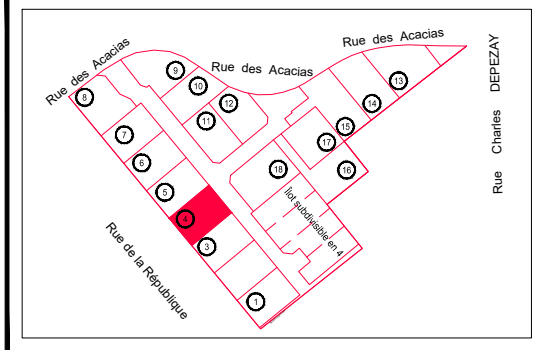 Rue des Acacias
Rue des Acacias
Rue des Acacias
Rue Charles DEPEZAY
8
9
10
11
12
13
14
15
17
16
18
7
6
5
4
3
1
Îlot subdivisible en 4
Rue de la République